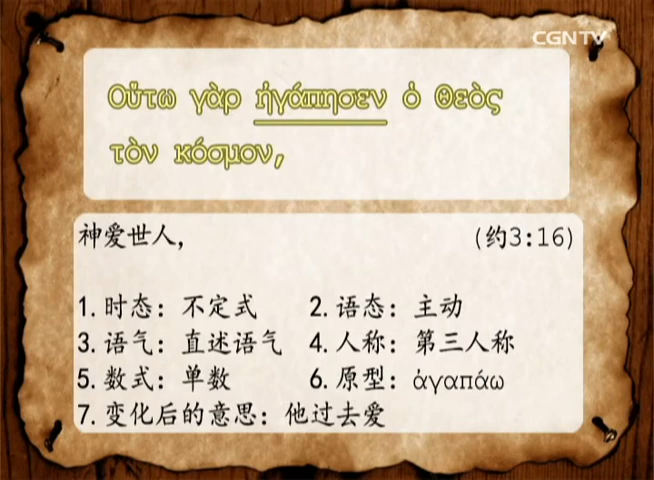 CGNTV
Οὕτω γὰρ ἠγάπησεν ὁ Θεὸς
τὸν κόσμον,
神爱世人， (约3:16)
1.时态：不定式 2.语态：主动
3.语气：直述语气 4.人称：第三人称
5.数式：单数 6.原型：ἀγαπάω
7.变化后的意思：他过去爱